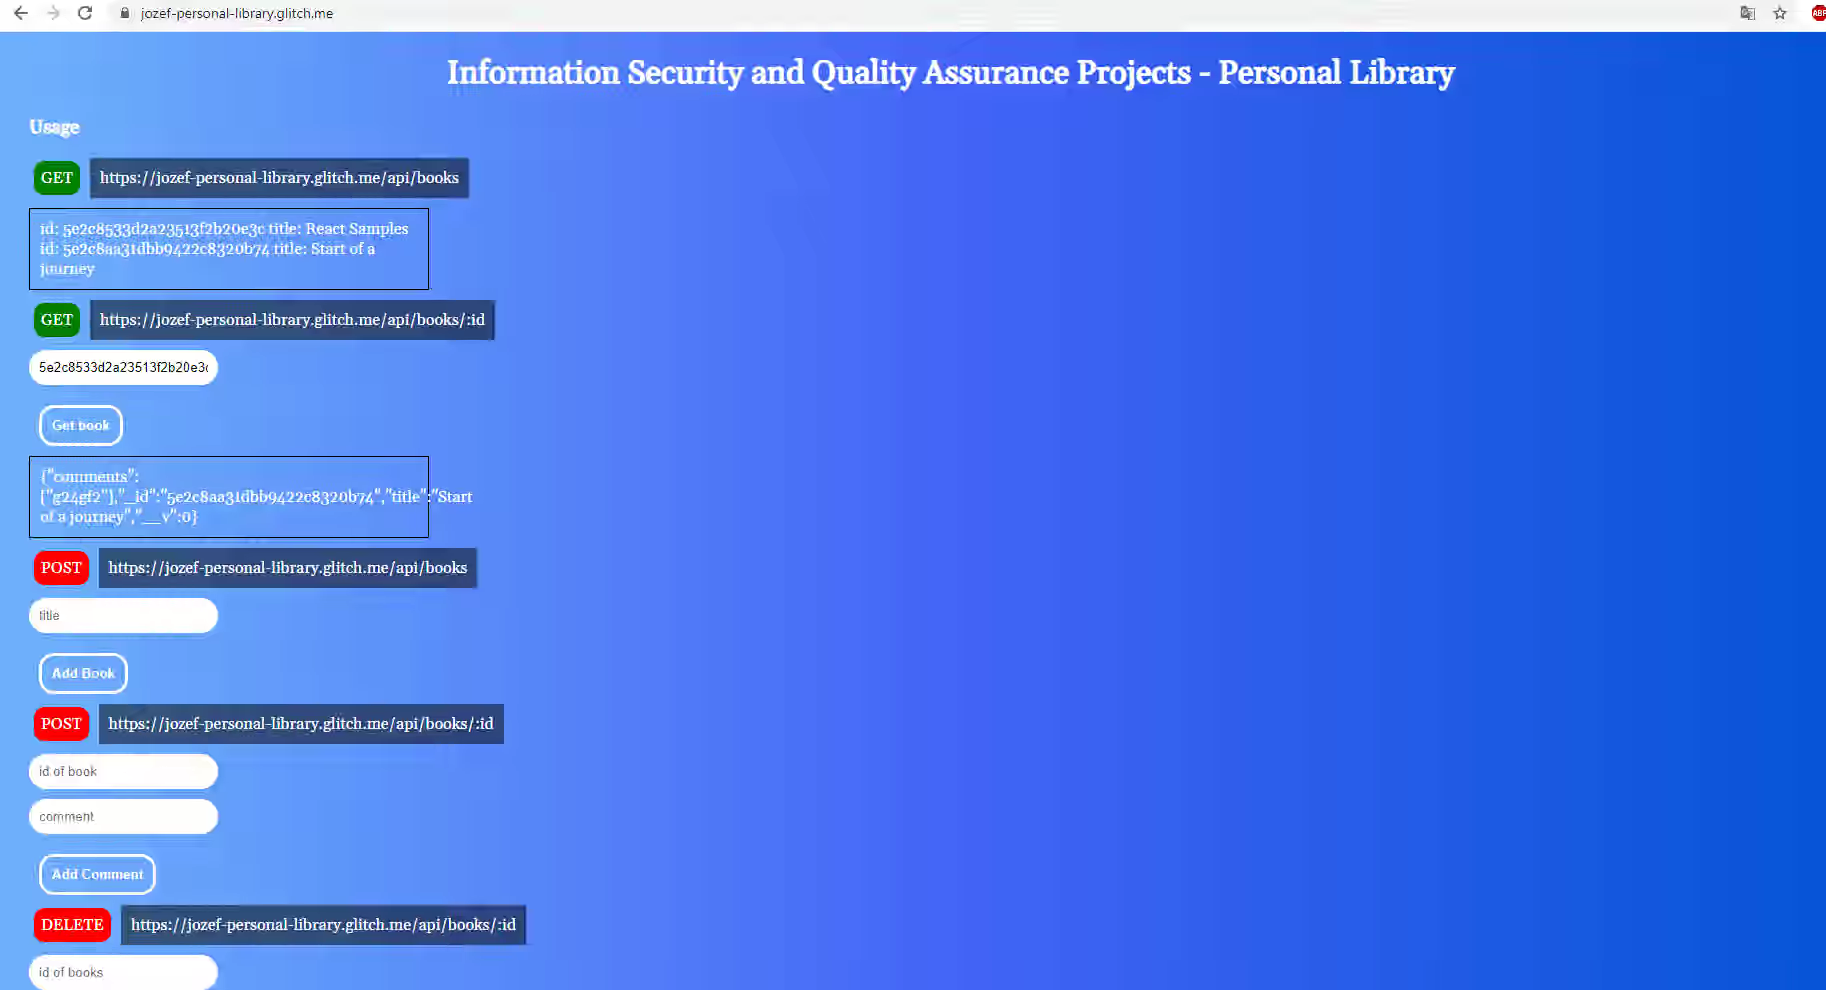 jozef-personal-library.glitch.me
ABP
Information Security and Quality Assurance Projects - Personal Library
Usage
GET https://jozef-personal-library.glitch.me/api/books
id: 5e2c8533d2a23513f2b20e3c title: React Samples
id: 5e2c8aa31dbb9422c8320b74 title: Start of a
journey
GET https://jozef-personal-library.glitch.me/api/books/:id
5e2c8533d2a23513f2b20e3c
Get book
{"comments":
["g24gf2"],"_id":"5e2c8aa31dbb9422c8320b74","title":"Start
of a journey","__v":0}
POST https://jozef-personal-library.glitch.me/api/books
title
Add Book
POST https://jozef-personal-library.glitch.me/api/books/:id
id of book
comment
Add Comment
DELETE https://jozef-personal-library.glitch.me/api/books/:id
id of books